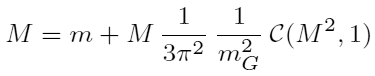 M = m + M \frac{1}{3\pi^2} \frac{1}{m_G^2} \mathcal{C}(M^2, 1)